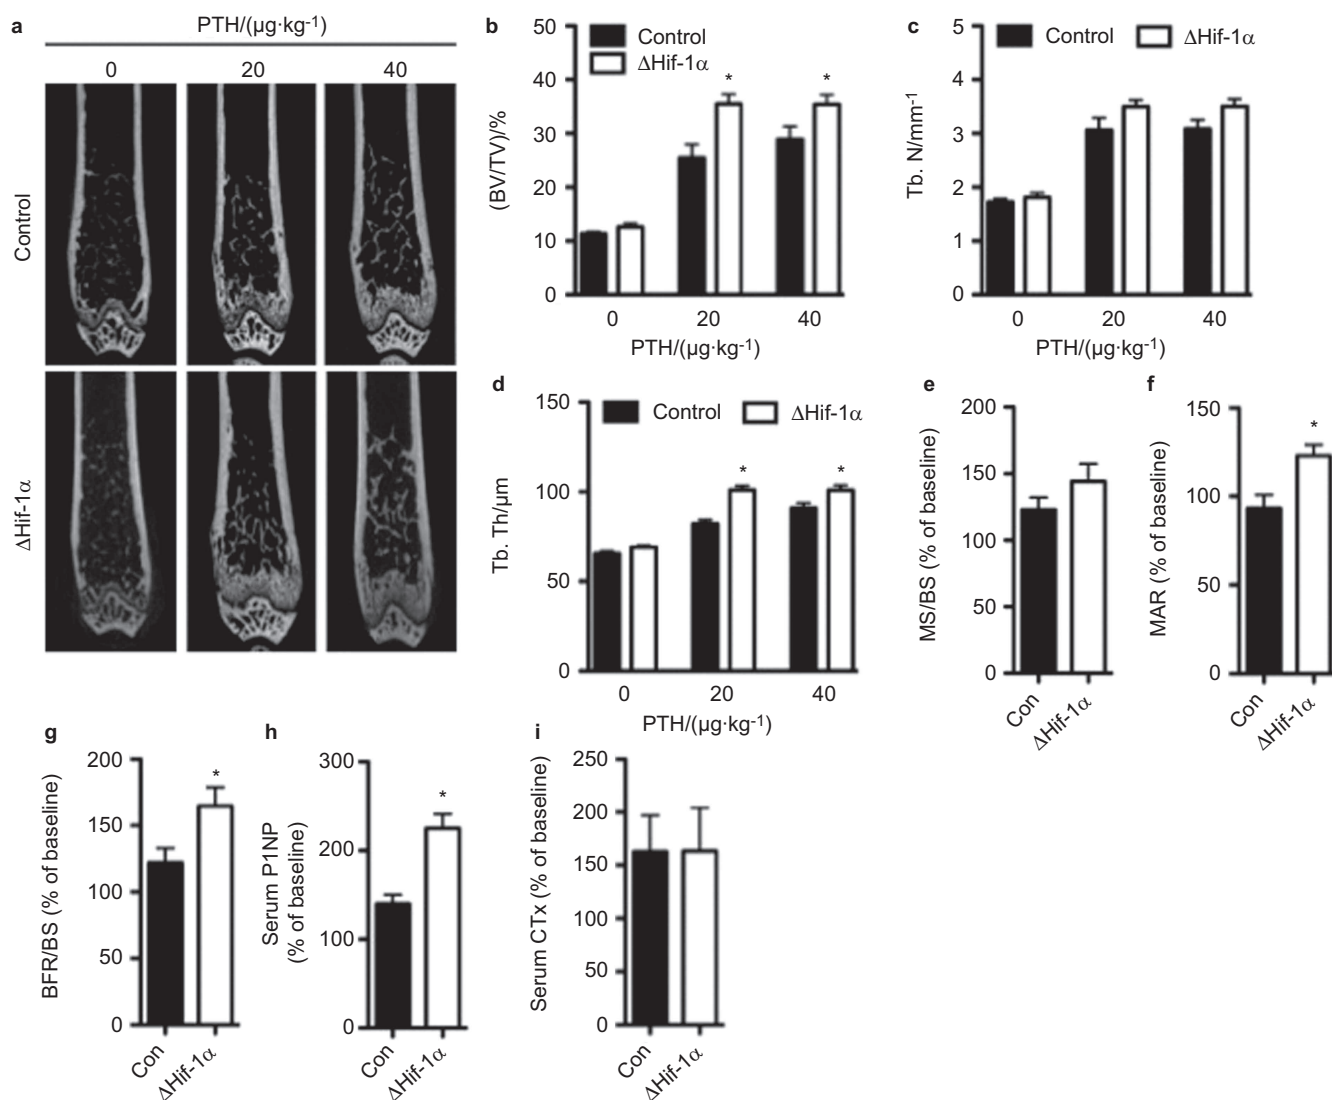 a
PTH/(µg·kg-1)
0 20 40
Control
ΔHif-1α
b
50
40
30
20
10
0
(BV/TV)/%
Control
ΔHif-1α
* *
0 20 40
PTH/(µg·kg-1)
c
5
4
3
2
1
0
Tb. N/mm-1
Control ΔHif-1α
0 20 40
PTH/(µg·kg-1)
d
150
100
50
0
Tb. Th/µm
Control ΔHif-1α
* *
0 20 40
PTH/(µg·kg-1)
e
200
150
100
50
0
MS/BS (% of baseline)
Con ΔHif-1α
f
150
100
50
0
MAR (% of baseline)
*
Con ΔHif-1α
g
200
150
100
50
0
BFR/BS (% of baseline)
*
Con ΔHif-1α
h
300
200
100
0
Serum P1NP
(% of baseline)
*
Con ΔHif-1α
i
250
200
150
100
50
0
Serum CTx (% of baseline)
Con ΔHif-1α